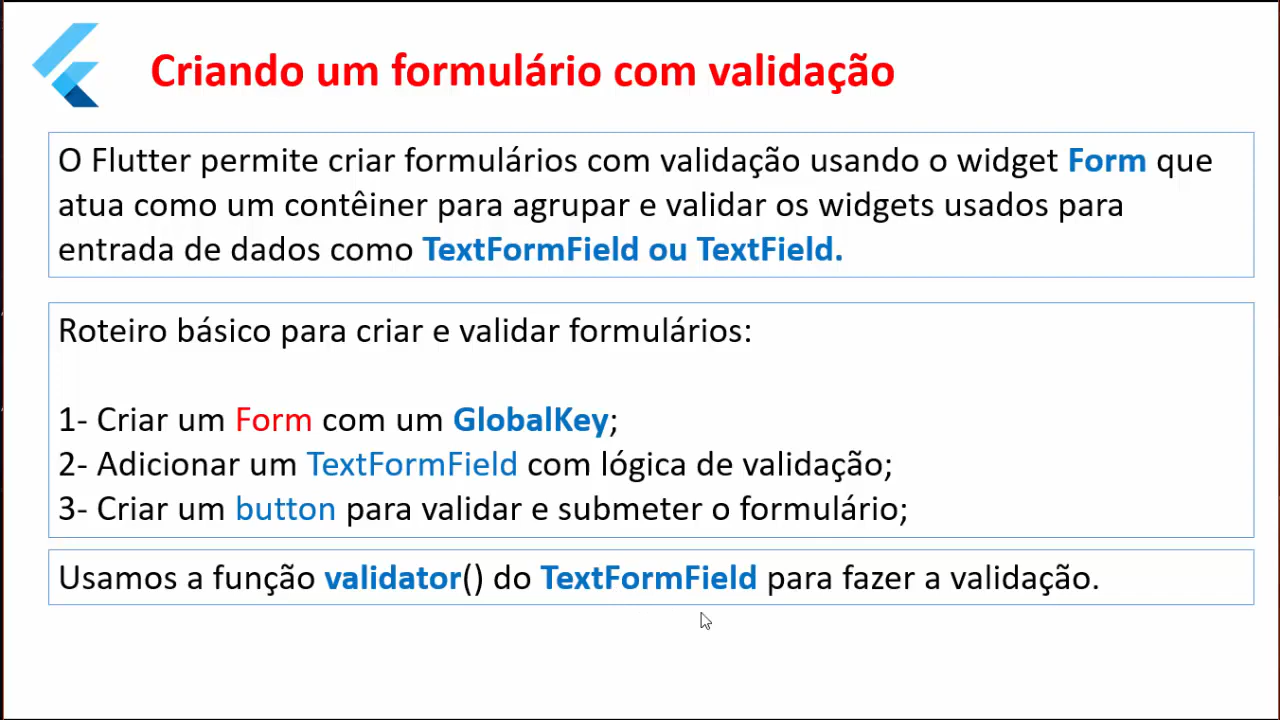 Criando um formulário com validação
O Flutter permite criar formulários com validação usando o widget Form que
atua como um contêiner para agrupar e validar os widgets usados para
entrada de dados como TextFormField ou TextField.
Roteiro básico para criar e validar formulários:
1- Criar um Form com um GlobalKey;
2- Adicionar um TextFormField com lógica de validação;
3- Criar um button para validar e submeter o formulário;
Usamos a função validator() do TextFormField para fazer a validação.